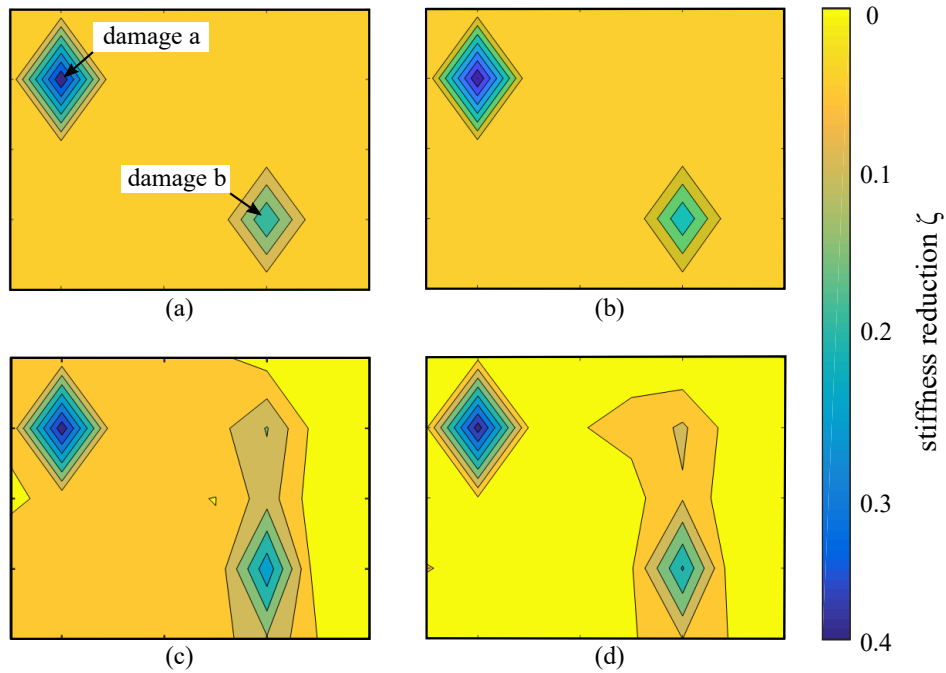 damage a
damage b
(a)
(b)
(c)
(d)
0
0.1
0.2
0.3
0.4
stiffness reduction ζ